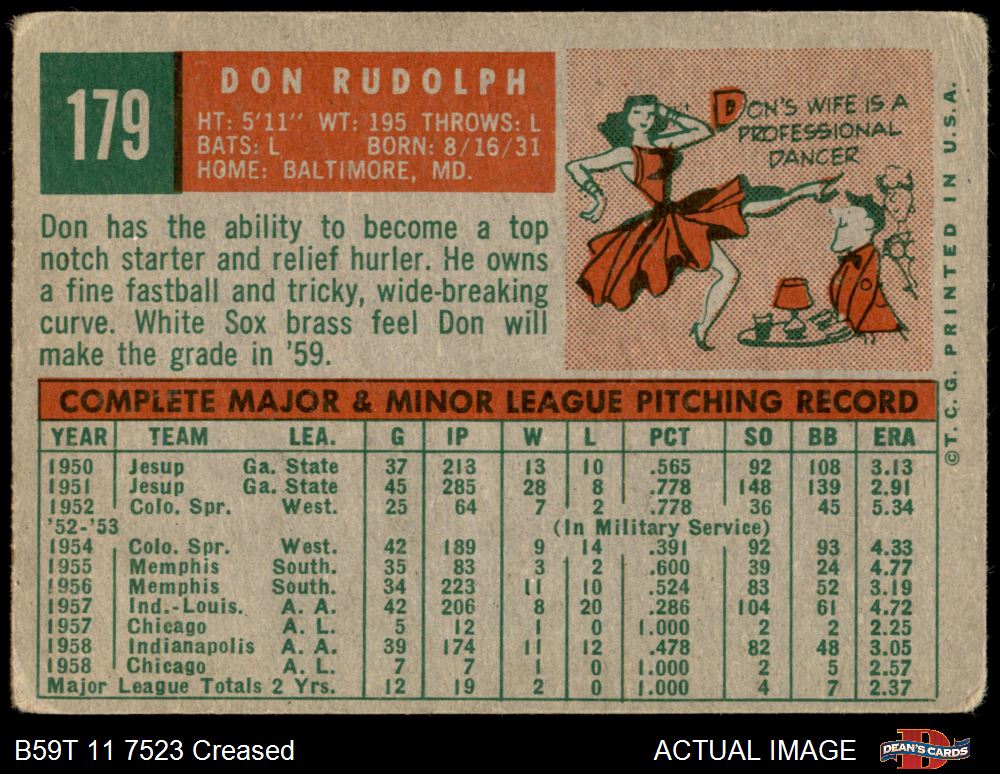 179
DON RUDOLPH
HT: 5'11" WT: 195 THROWS: L
BATS: L BORN: 8/16/31
HOME: BALTIMORE, MD.
DON'S WIFE IS A
PROFESSIONAL
DANCER
Don has the ability to become a top
notch starter and relief hurler. He owns
a fine fastball and tricky, wide-breaking
curve. White Sox brass feel Don will
make the grade in '59.
©T. C. G. PRINTED IN U.S.A.
COMPLETE MAJOR & MINOR LEAGUE PITCHING RECORD
YEAR TEAM LEA. G IP W L PCT SO BB ERA
1950 Jesup Ga. State 37 213 13 10 .565 92 108 3.13
1951 Jesup Ga. State 45 285 28 8 .778 148 139 2.91
1952 Colo. Spr. West. 25 64 7 2 .778 36 45 5.34
'52-'53 (In Military Service)
1954 Colo. Spr. West. 42 189 9 14 .391 92 93 4.33
1955 Memphis South. 35 83 3 2 .600 39 24 4.77
1956 Memphis South. 34 223 11 10 .524 83 52 3.19
1957 Ind.-Louis. A. A. 42 206 8 20 .286 104 61 4.72
1957 Chicago A. L. 5 12 1 0 1.000 2 2 2.25
1958 Indianapolis A. A. 39 174 11 12 .478 82 48 3.05
1958 Chicago A. L. 7 7 1 0 1.000 2 5 2.57
Major League Totals 2 Yrs. 12 19 2 0 1.000 4 7 2.37
B59T 11 7523 Creased
ACTUAL IMAGE
DEAN'S CARDS